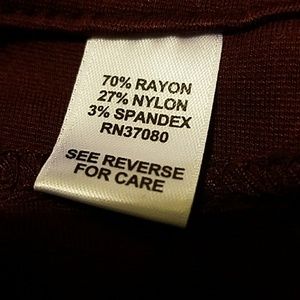 70% RAYON
27% NYLON
3% SPANDEX
RN37080
SEE REVERSE
FOR CARE